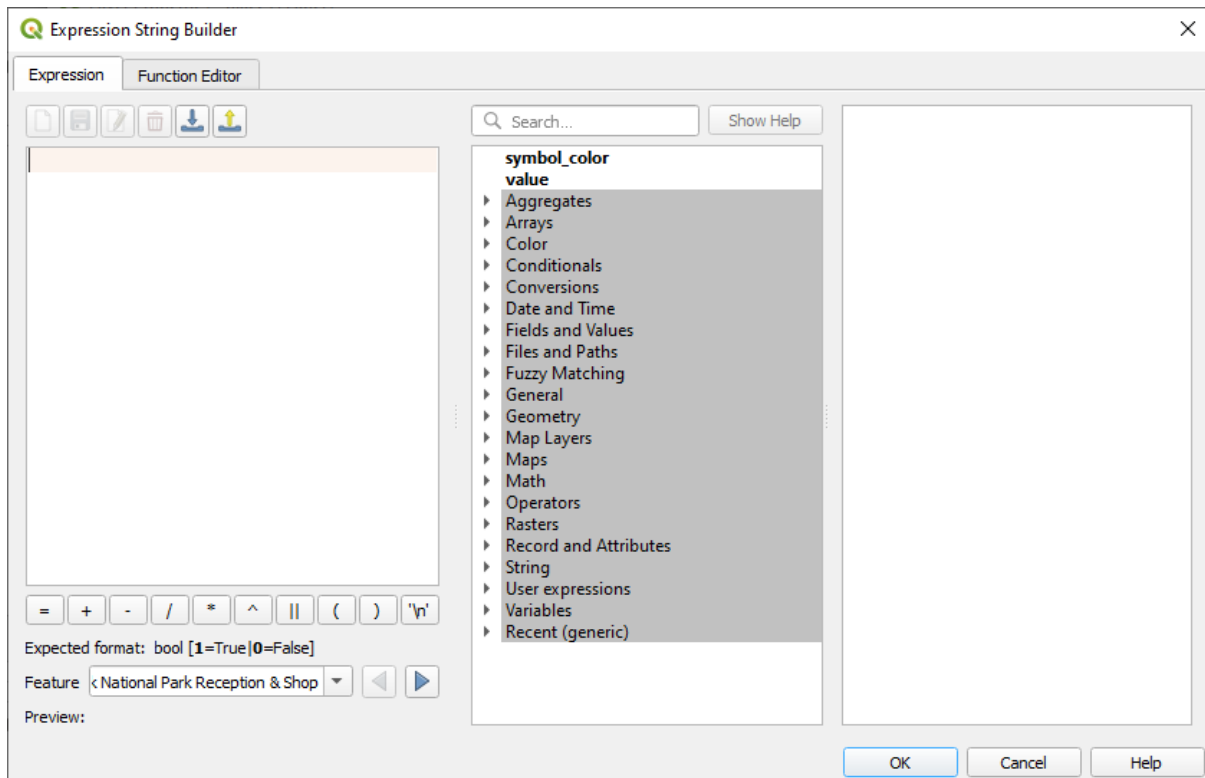 Expression String Builder
Expression
Function Editor
Search...
Show Help
symbol_color
value
Aggregates
Arrays
Color
Conditionals
Conversions
Date and Time
Fields and Values
Files and Paths
Fuzzy Matching
General
Geometry
Map Layers
Maps
Math
Operators
Rasters
Record and Attributes
String
User expressions
Variables
Recent (generic)
= + - / * ^ || ( ) '\n'
Expected format: bool [1=True|0=False]
Feature National Park Reception & Shop
Preview:
OK
Cancel
Help